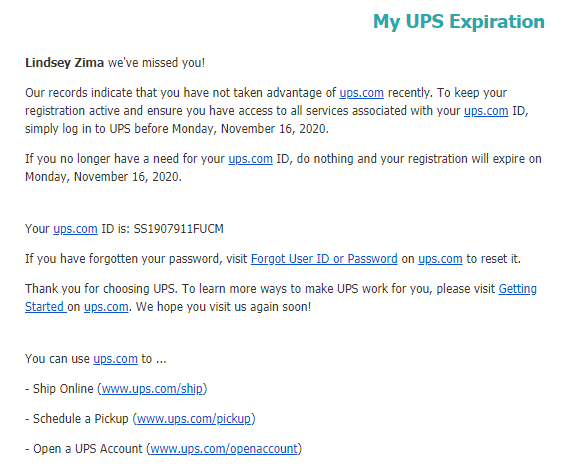 My UPS Expiration
Lindsey Zima we've missed you!
Our records indicate that you have not taken advantage of ups.com recently. To keep your
registration active and ensure you have access to all services associated with your ups.com ID,
simply log in to UPS before Monday, November 16, 2020.
If you no longer have a need for your ups.com ID, do nothing and your registration will expire on
Monday, November 16, 2020.
Your ups.com ID is: SS1907911FUCM
If you have forgotten your password, visit Forgot User ID or Password on ups.com to reset it.
Thank you for choosing UPS. To learn more ways to make UPS work for you, please visit Getting
Started on ups.com. We hope you visit us again soon!
You can use ups.com to ...
- Ship Online (www.ups.com/ship)
- Schedule a Pickup (www.ups.com/pickup)
- Open a UPS Account (www.ups.com/openaccount)